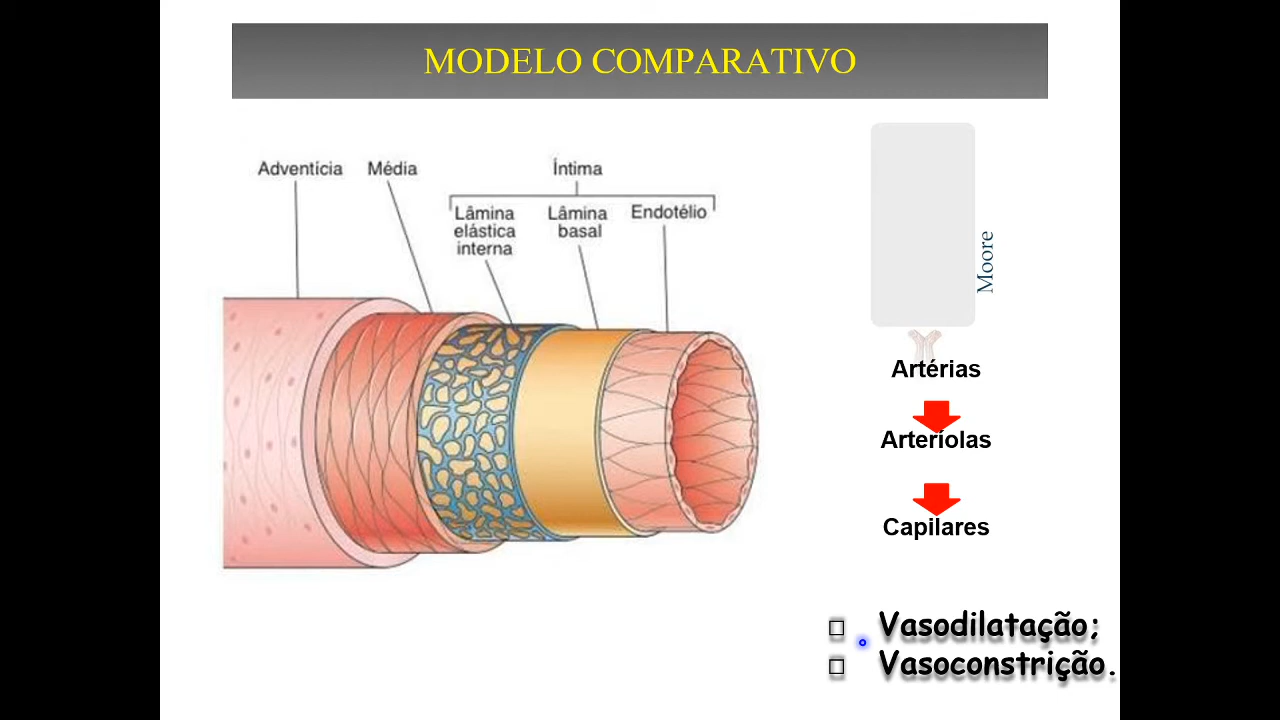 MODELO COMPARATIVO
Adventícia Média Íntima
Lâmina elástica interna
Lâmina basal
Endotélio
Moore
Artérias
Arteríolas
Capilares
Vasodilatação;
Vasoconstrição.